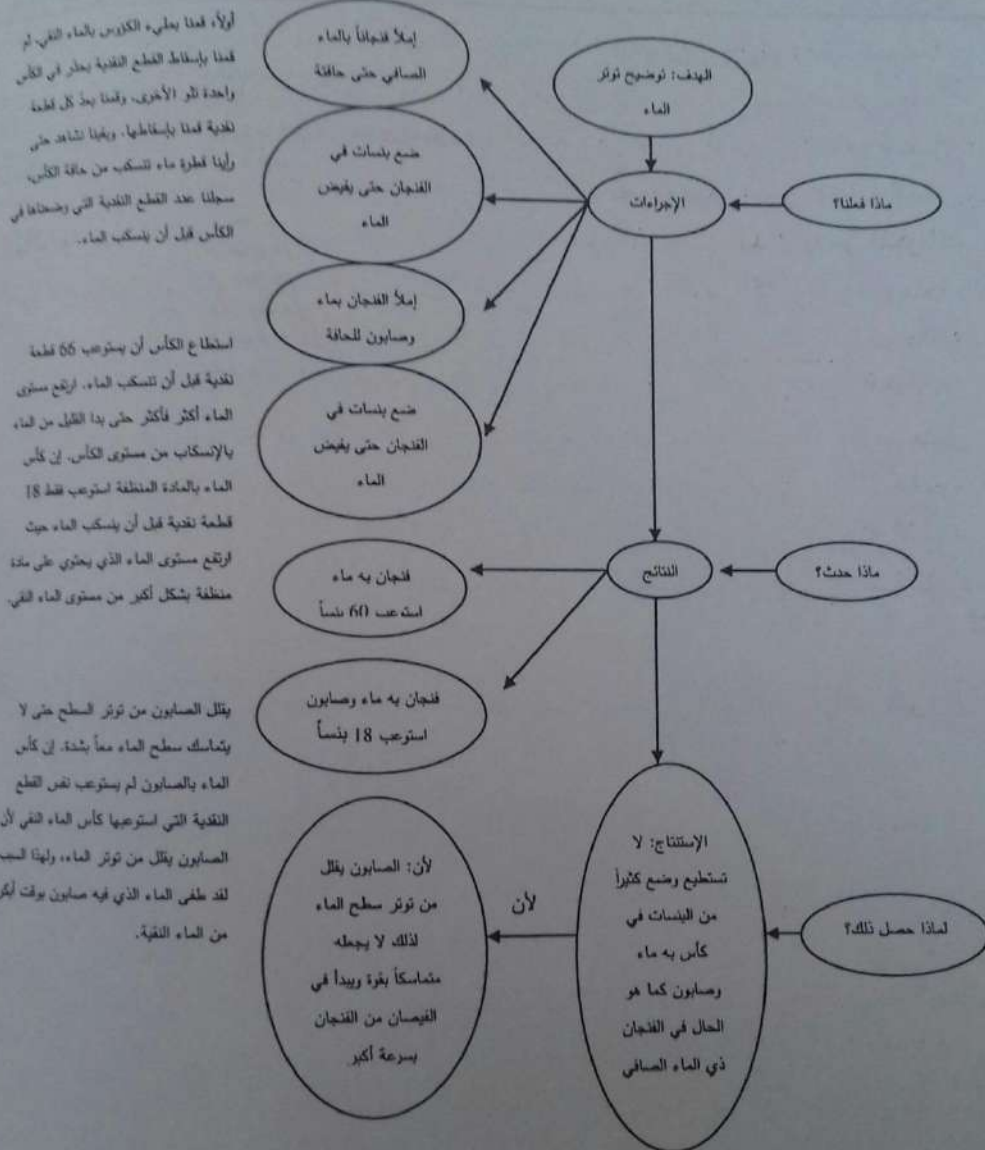 الهدف: توضيح توتر
الماء
ماذا فعلنا؟
الإجراءات
إملأ فنجاناً بالماء
الصافي حتى حافتة
ضع بنسات في
الفنجان حتى يفيض
الماء
إملأ الفنجان بماء
وصابون للحافة
ضع بنسات في
الفنجان حتى يفيض
الماء
ماذا حدث؟
النتائج
فنجان به ماء
استوعب 60 بنساً
فنجان به ماء وصابون
استوعب 18 بنساً
لماذا حصل ذلك؟
الإستنتاج: لا
تستطيع وضع كثيراً
من البنسات في
كأس به ماء
وصابون كما هو
الحال في الفنجان
ذي الماء الصافي
لأن
لأن: الصابون يقلل
من توتر سطح الماء
لذلك لا يجعله
متماسكاً بقوة ويبدأ في
الفيصان من الفنجان
بسرعة أكبر
أولاً، قمنا بمليء الكؤوس بالماء النقي. ثم
قمنا بإسقاط القطع النقدية بحذر في الكأس
واحدة تلو الأخرى، وقمنا بعدّ كل قطعة
نقدية قمنا بإسقاطها. وبقينا نشاهد حتى
رأينا قطرة ماء تنسكب من حافة الكأس،
سجلنا عدد القطع النقدية التي وضعناها في
الكأس قبل أن ينسكب الماء.
استطاع الكأس أن يستوعب 66 قطعة
نقدية قبل أن تنسكب الماء. ارتفع مستوى
الماء أكثر فأكثر حتى بدا القليل من الماء
بالإنسكاب من مستوى الكأس. إن كأس
الماء بالمادة المنظفة استوعب فقط 18
قطعة نقدية قبل أن ينسكب الماء حيث
ارتفع مستوى الماء الذي يحتوي على مادة
منظفة بشكل أكبر من مستوى الماء النقي.
يقلل الصابون من توتر السطح حتى لا
يتماسك سطح الماء معاً بشدة. إن كأس
الماء بالصابون لم يستوعب نفس القطع
النقدية التي استوعبها كأس الماء النقي لأن
الصابون يقلل من توتر الماء، ولهذا السبب
لقد طغى الماء الذي فيه صابون بوقت أبكر
من الماء النقية.